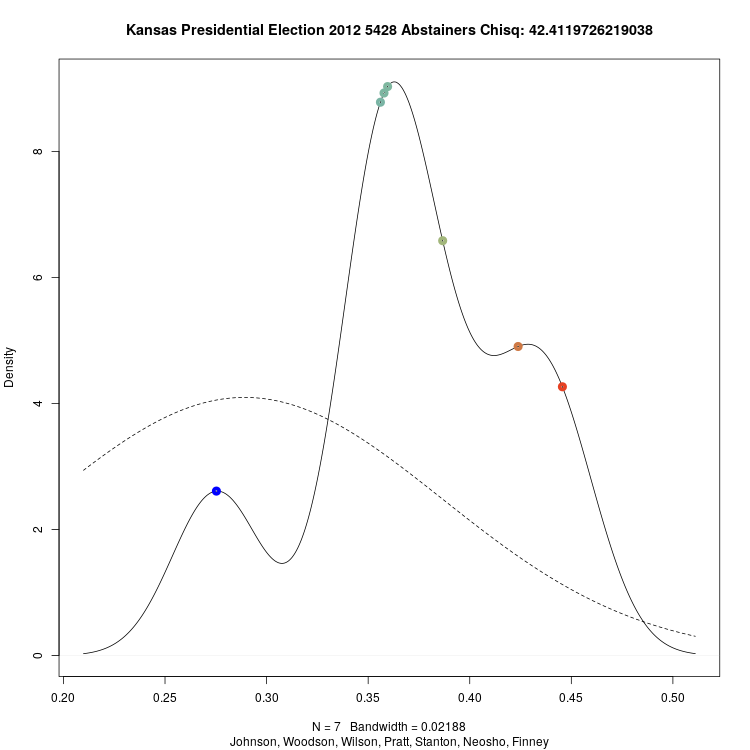 Kansas Presidential Election 2012 5428 Abstainers Chisq: 42.4119726219038
Density
8
6
4
2
0
0.20 0.25 0.30 0.35 0.40 0.45 0.50
N = 7 Bandwidth = 0.02188
Johnson, Woodson, Wilson, Pratt, Stanton, Neosho, Finney